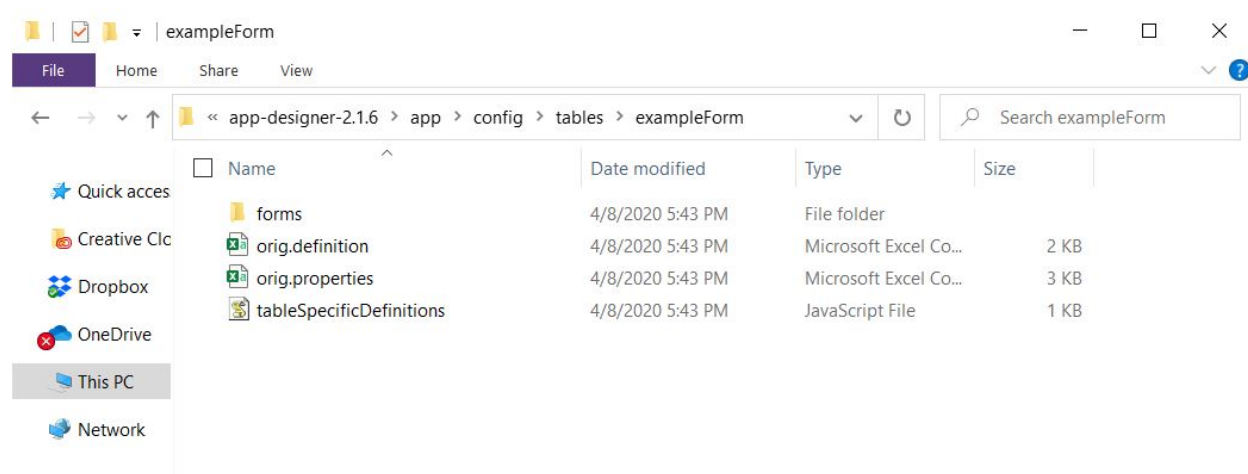 exampleForm
File Home Share View
« app-designer-2.1.6 > app > config > tables > exampleForm Search exampleForm
Name Date modified Type Size
Quick acces
forms 4/8/2020 5:43 PM File folder
Creative Clo
orig.definition 4/8/2020 5:43 PM Microsoft Excel Co... 2 KB
Dropbox
orig.properties 4/8/2020 5:43 PM Microsoft Excel Co... 3 KB
tableSpecificDefinitions 4/8/2020 5:43 PM JavaScript File 1 KB
OneDrive
This PC
Network